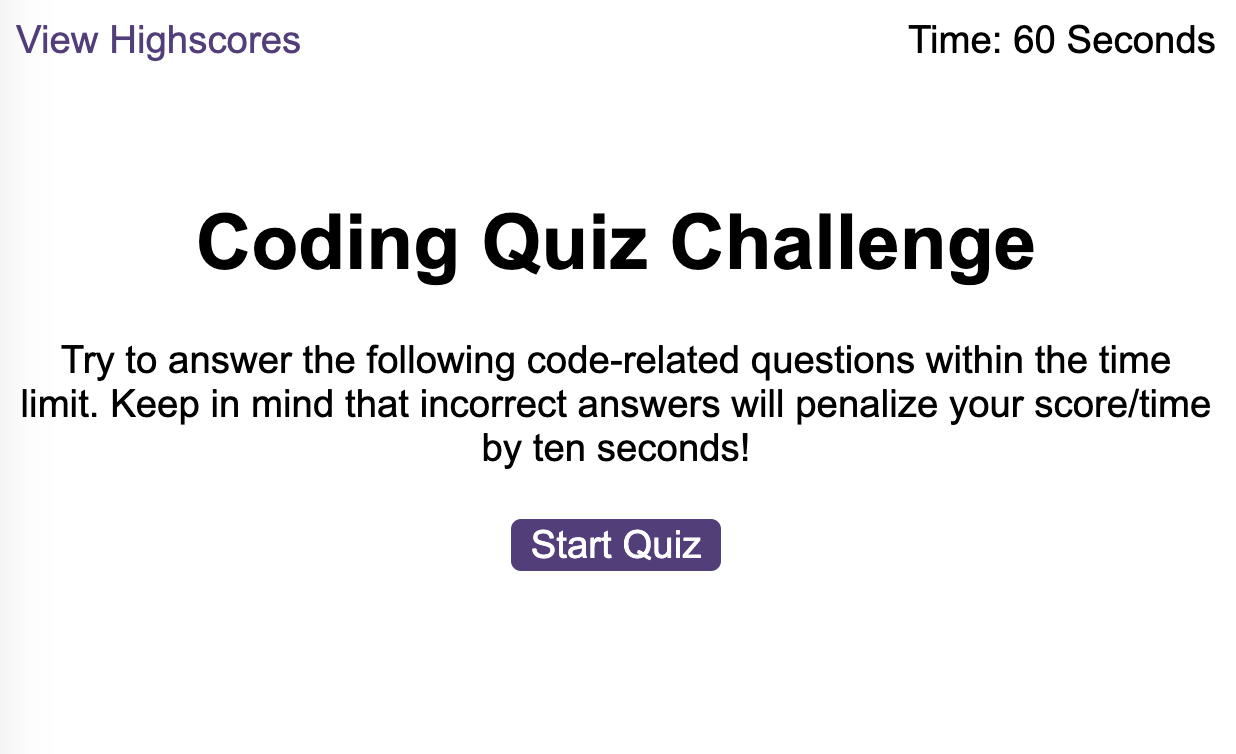 View Highscores
Time: 60 Seconds
Coding Quiz Challenge
Try to answer the following code-related questions within the time
limit. Keep in mind that incorrect answers will penalize your score/time
by ten seconds!
Start Quiz